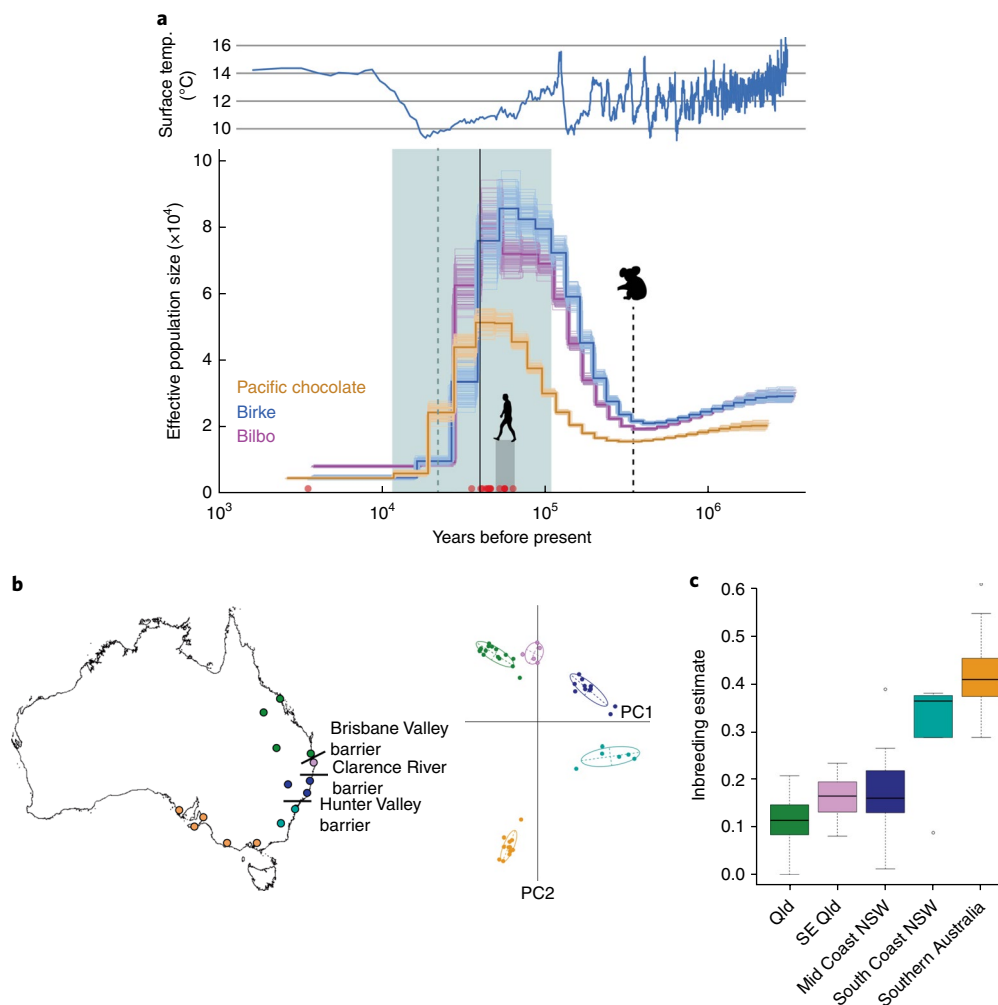 a
Surface temp.
(°C)
16
14
12
10
Effective population size (×10⁴)
10
8
6
4
2
0
Pacific chocolate
Birke
Bilbo
10³
10⁴
10⁵
10⁶
Years before present
b
Brisbane Valley
barrier
Clarence River
barrier
Hunter Valley
barrier
PC1
PC2
c
Inbreeding estimate
0.6
0.5
0.4
0.3
0.2
0.1
0.0
Qld
SE Qld
Mid Coast NSW
South Coast NSW
Southern Australia